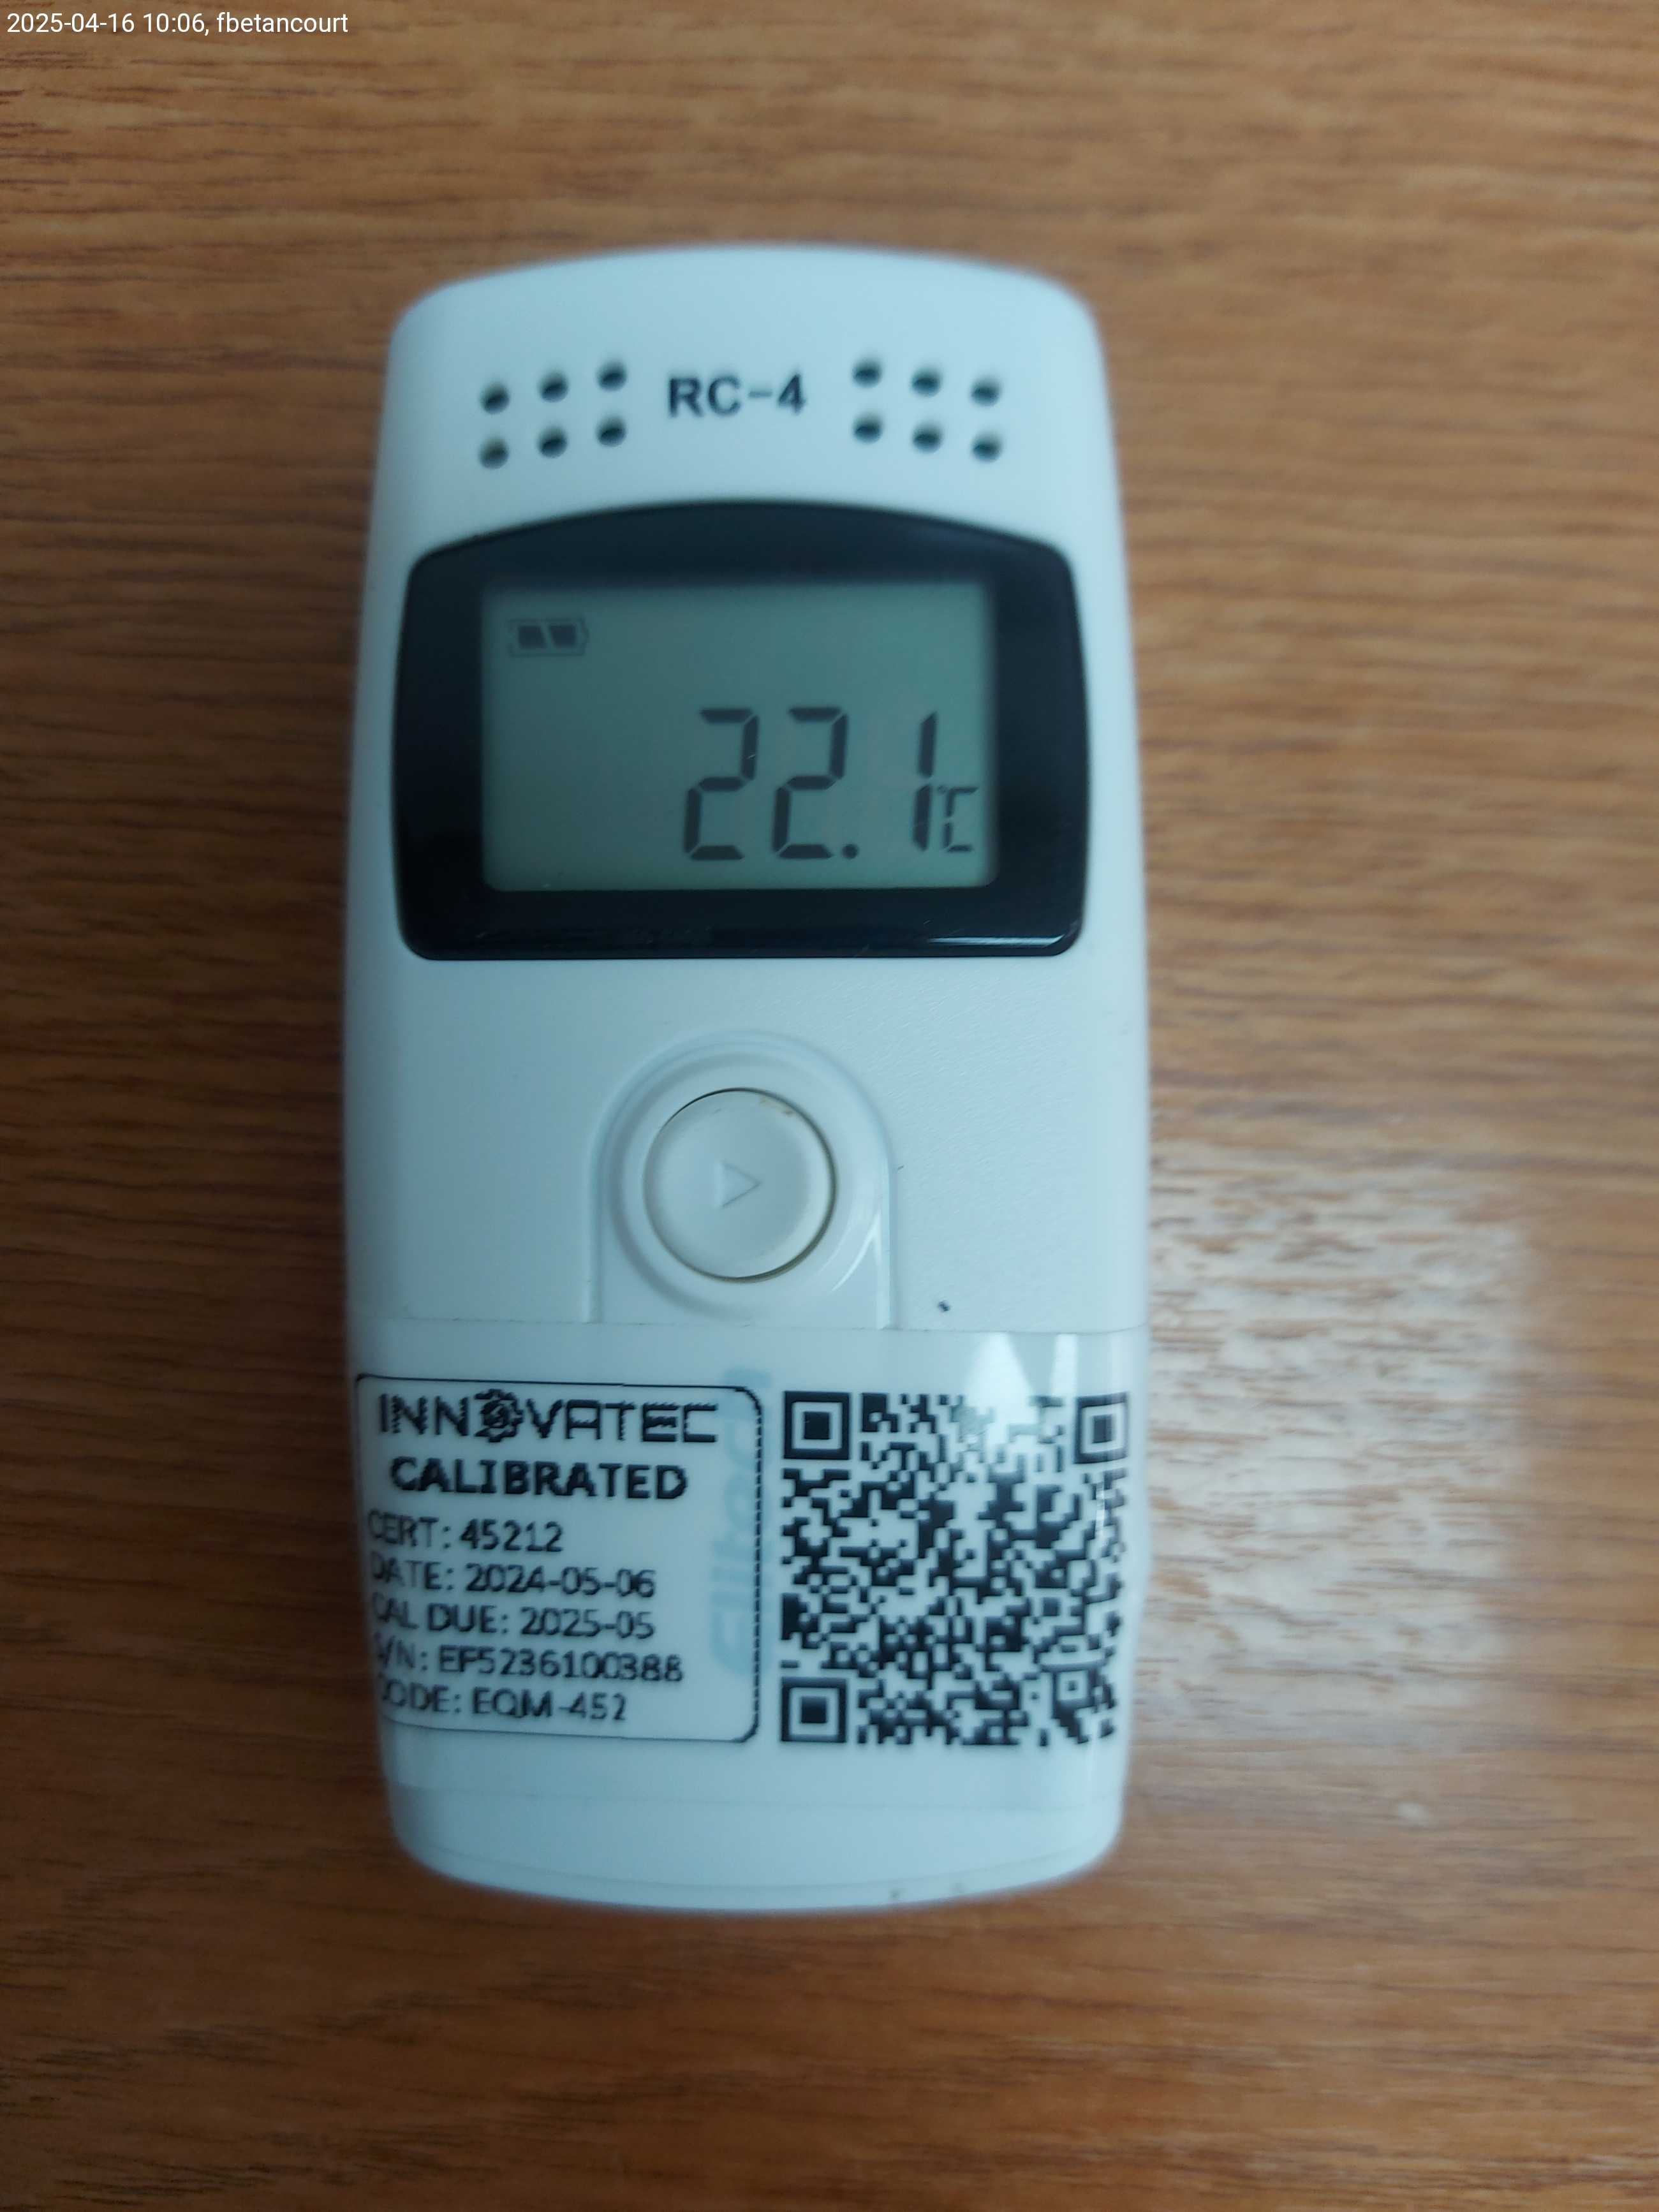 2025-04-16 10:06, fbetancourt
RC-4
22.1℃
INNOVATEC
CALIBRATED
CERT: 45212
DATE: 2024-05-06
CAL DUE: 2025-05
S/N: EF5236100388
CODE: EQM-452
Elitech